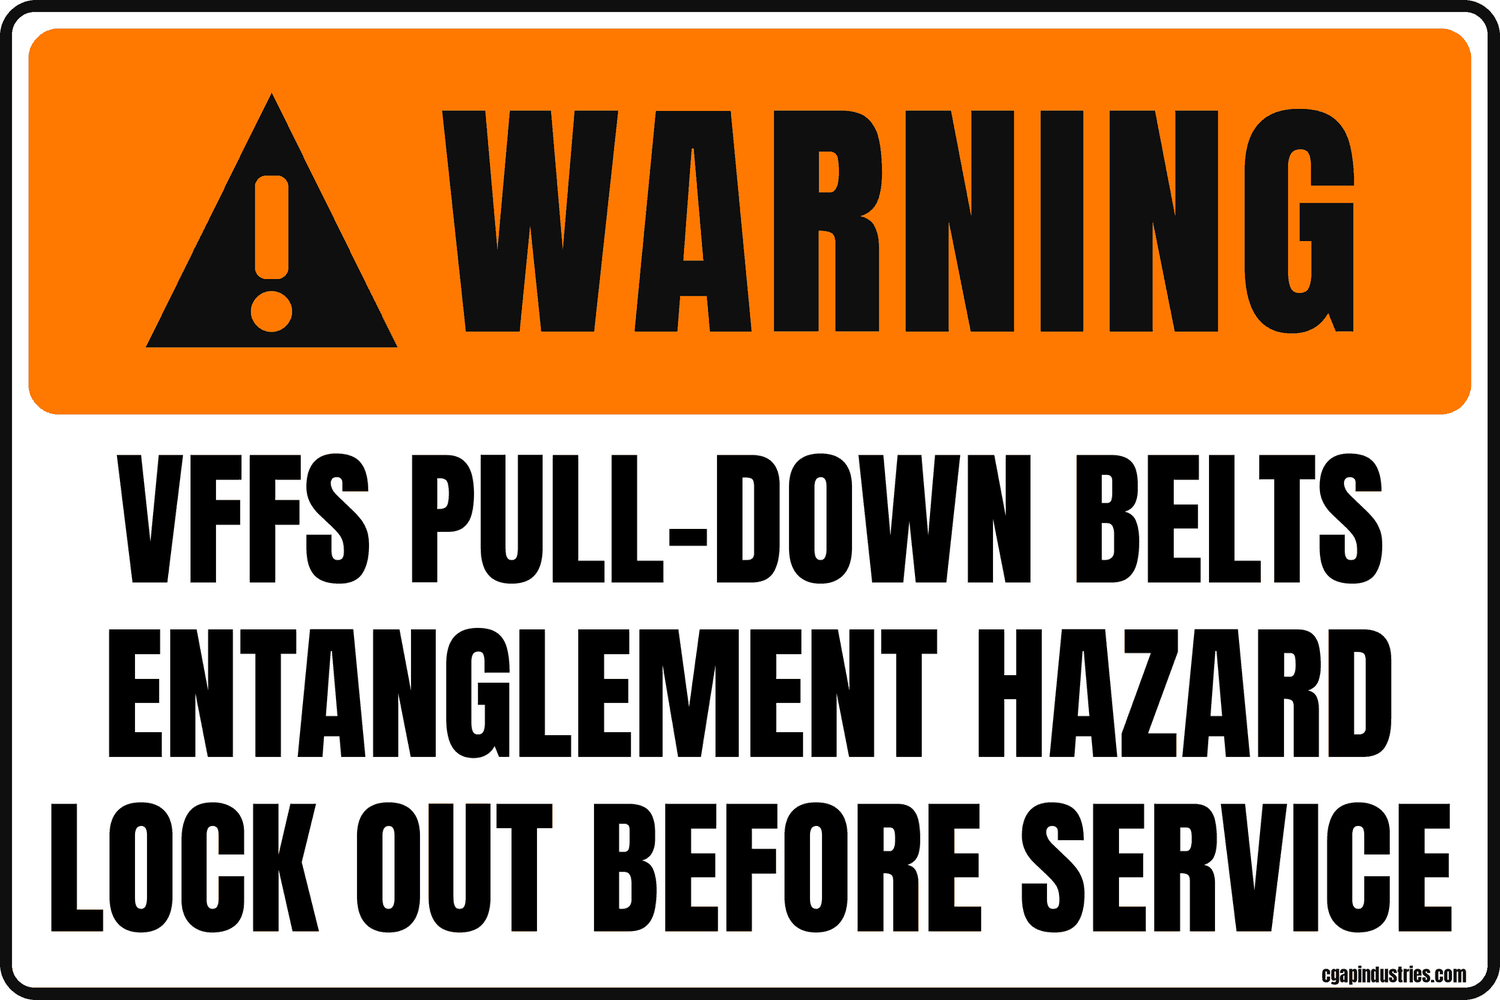 WARNING
VFFS PULL-DOWN BELTS
ENTANGLEMENT HAZARD
LOCK OUT BEFORE SERVICE
cgapindustries.com